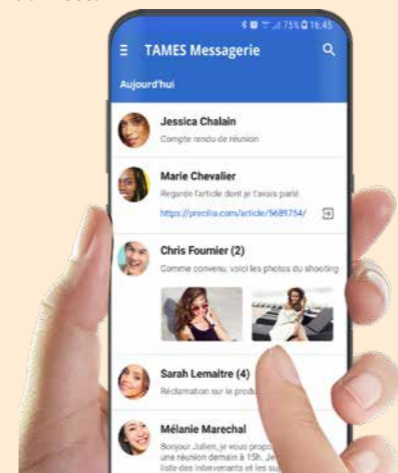 75% 16:45
TAMES Messagerie
Aujourd'hui
Jessica Chalain
Compte rendu de réunion
Marie Chevalier
Regarde l'article dont je t'avais parlé
https://precilia.com/article/5689754/
Chris Fournier (2)
Comme convenu, voici les photos du shooting
Sarah Lemaitre (4)
Réclamation sur le produ
Mélanie Marechal
Bonjour Julien, je vous propo
une réunion demain à 15h. Je
liste des intervenants et les su